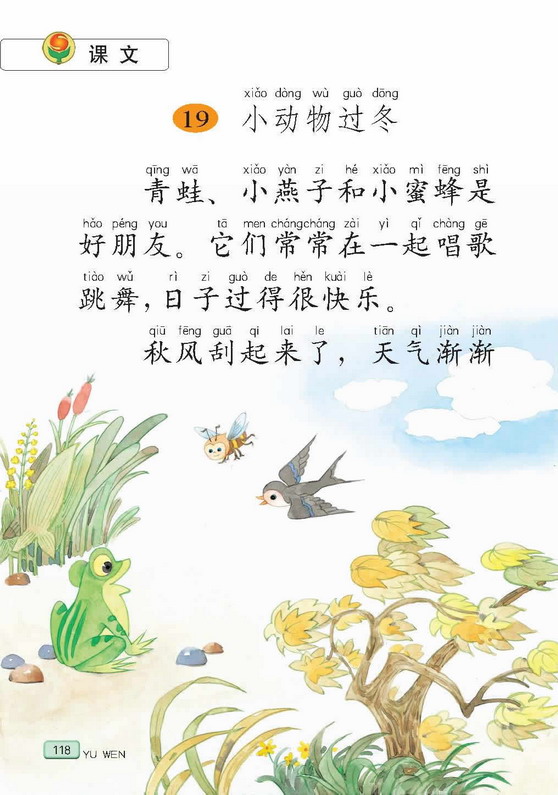 课文
xiǎo dòng wù guò dōng
19 小动物过冬
qīng wā xiǎo yàn zi hé xiǎo mì fēng shì
青蛙、小燕子和小蜜蜂是
hǎo péng you tā men chángcháng zài yì qǐ chàng gē
好朋友。它们常常在一起唱歌
tiào wǔ rì zi guò de hěn kuài lè
跳舞，日子过得很快乐。
qiū fēng guā qi lai le tiān qì jiàn jiàn
秋风刮起来了，天气渐渐
118 YU WEN